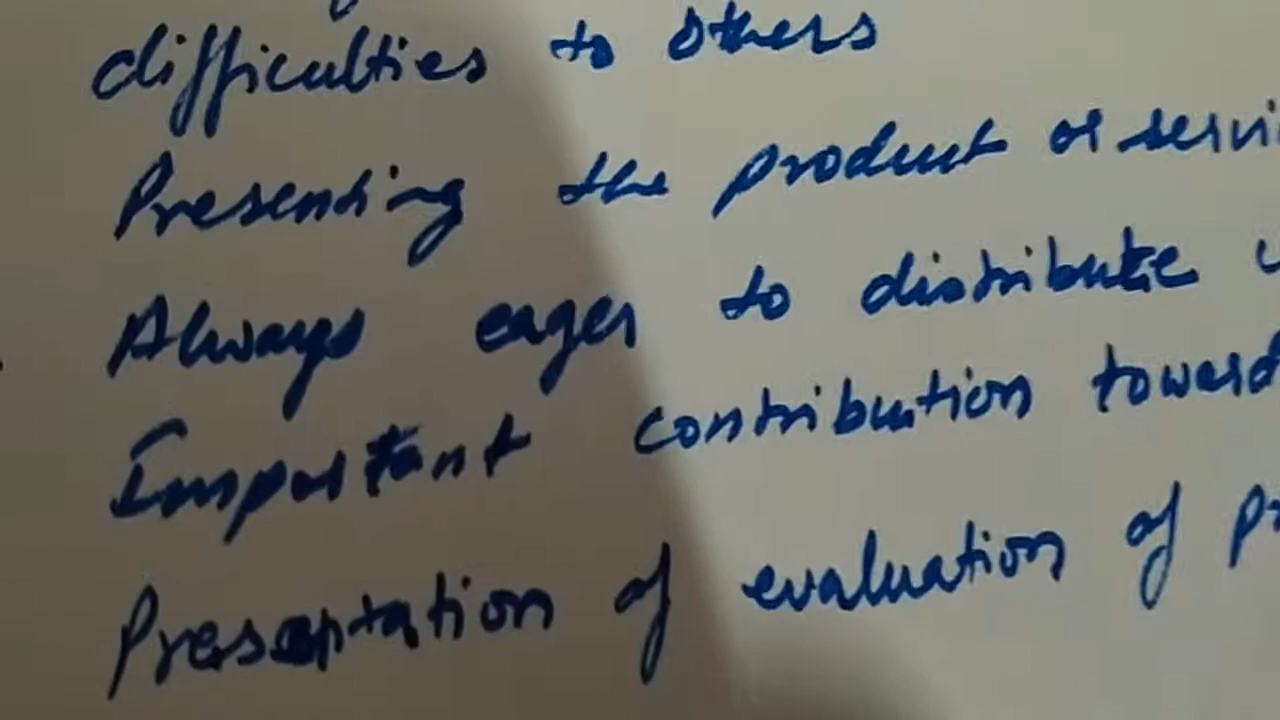 difficulties to others
Presenting the product or servi
Always eager to distribute
Important contribution toward
Presentation of evaluation of pr